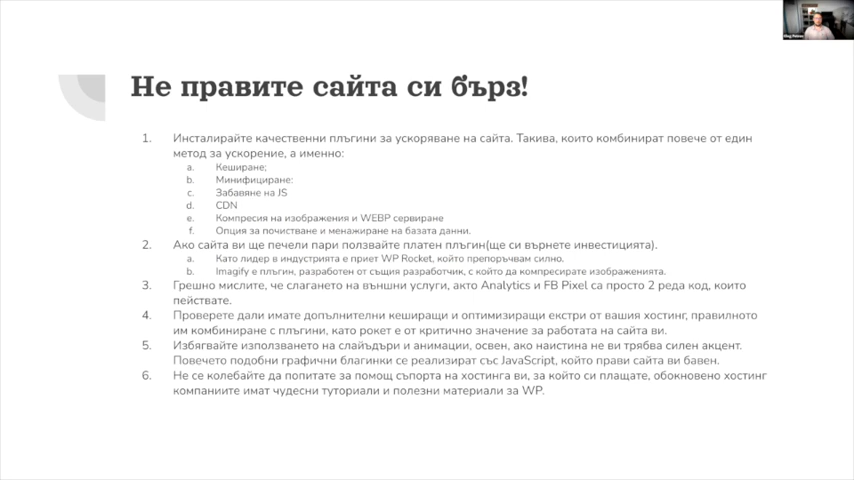 Не правите сайта си бърз!
1. Инсталирайте качественни плъгини за ускоряване на сайта. Такива, които комбинират повече от един
метод за ускорение, а именно:
a. Кеширане;
b. Минифициране:
c. Забавяне на JS
d. CDN
e. Компресия на изображения и WEBP сервиране
f. Опция за почистване и менажиране на базата данни.
2. Ако сайта ви ще печели пари ползвайте платен плъгин(ще си върнете инвестицията).
a. Като лидер в индустрията е приет WP Rocket, който препоръчвам силно.
b. Imagify е плъгин, разработен от същия разработчик, с който да компресирате изображенията.
3. Грешно мислите, че слагането на външни услуги, акто Analytics и FB Pixel са просто 2 реда код, които
пействате.
4. Проверете дали имате допълнителни кеширащи и оптимизиращи екстри от вашия хостинг, правилното
им комбиниране с плъгини, като рокет е от критично значение за работата на сайта ви.
5. Избягвайте използването на слайъдъри и анимации, освен, ако наистина не ви трябва силен акцент.
Повечето подобни графични благинки се реализират със JavaScript, който прави сайта ви бавен.
6. Не се колебайте да попитате за помощ съпорта на хостинга ви, за който си плащате, обокновено хостинг
компаниите имат чудесни туториали и полезни материали за WP.